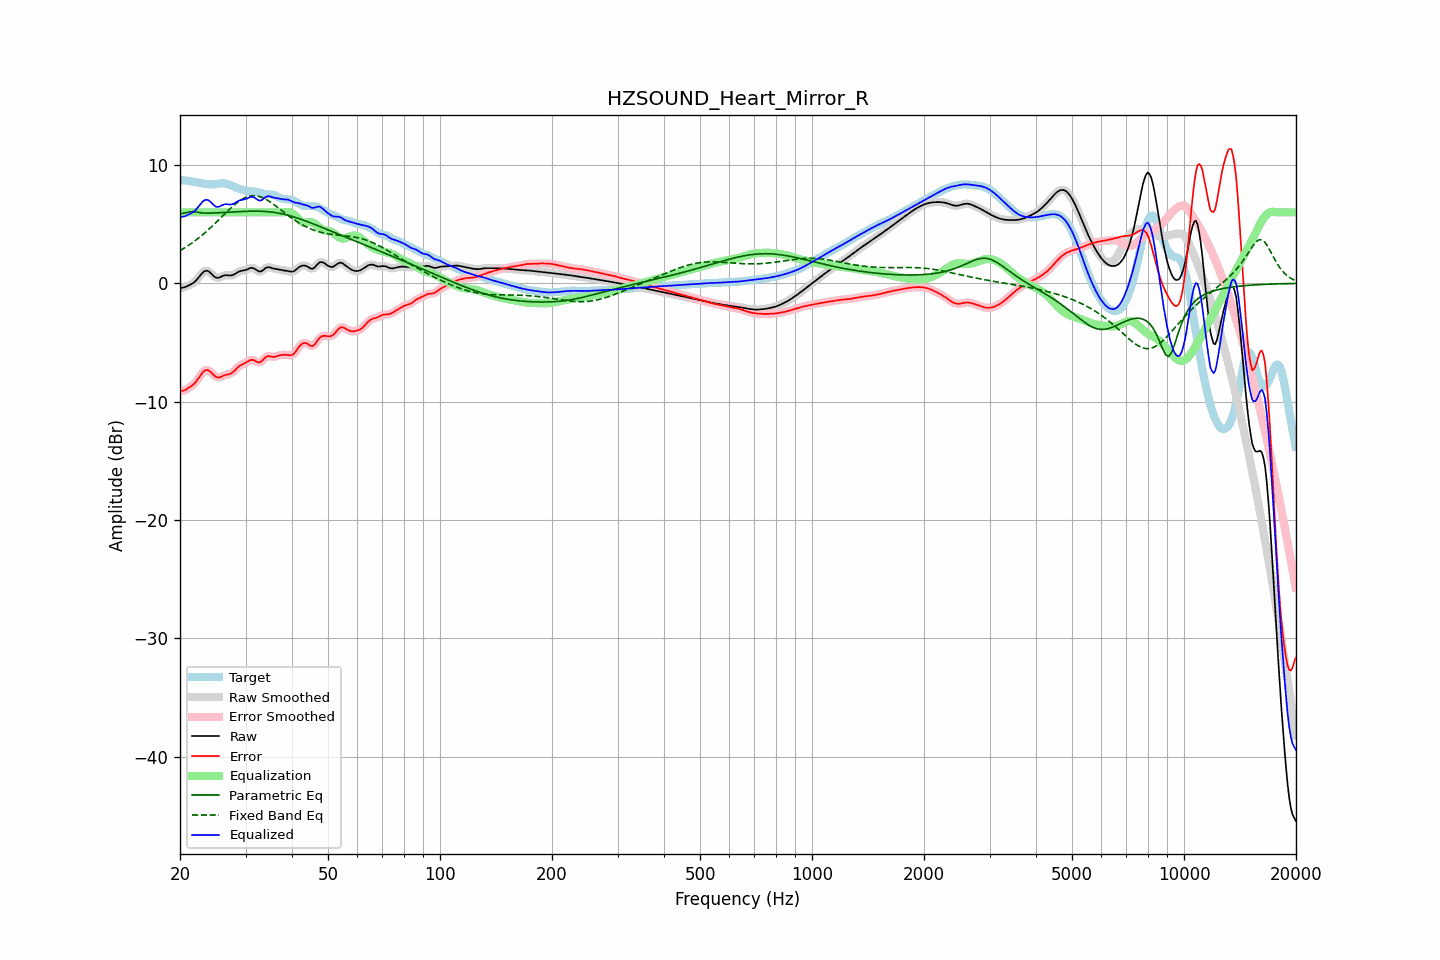 HZSOUND_Heart_Mirror_R
Amplitude (dBr)
10
0
−10
−20
−30
−40
Target
Raw Smoothed
Error Smoothed
Raw
Error
Equalization
Parametric Eq
Fixed Band Eq
Equalized
20 50 100 200 500 1000 2000 5000 10000 20000
Frequency (Hz)